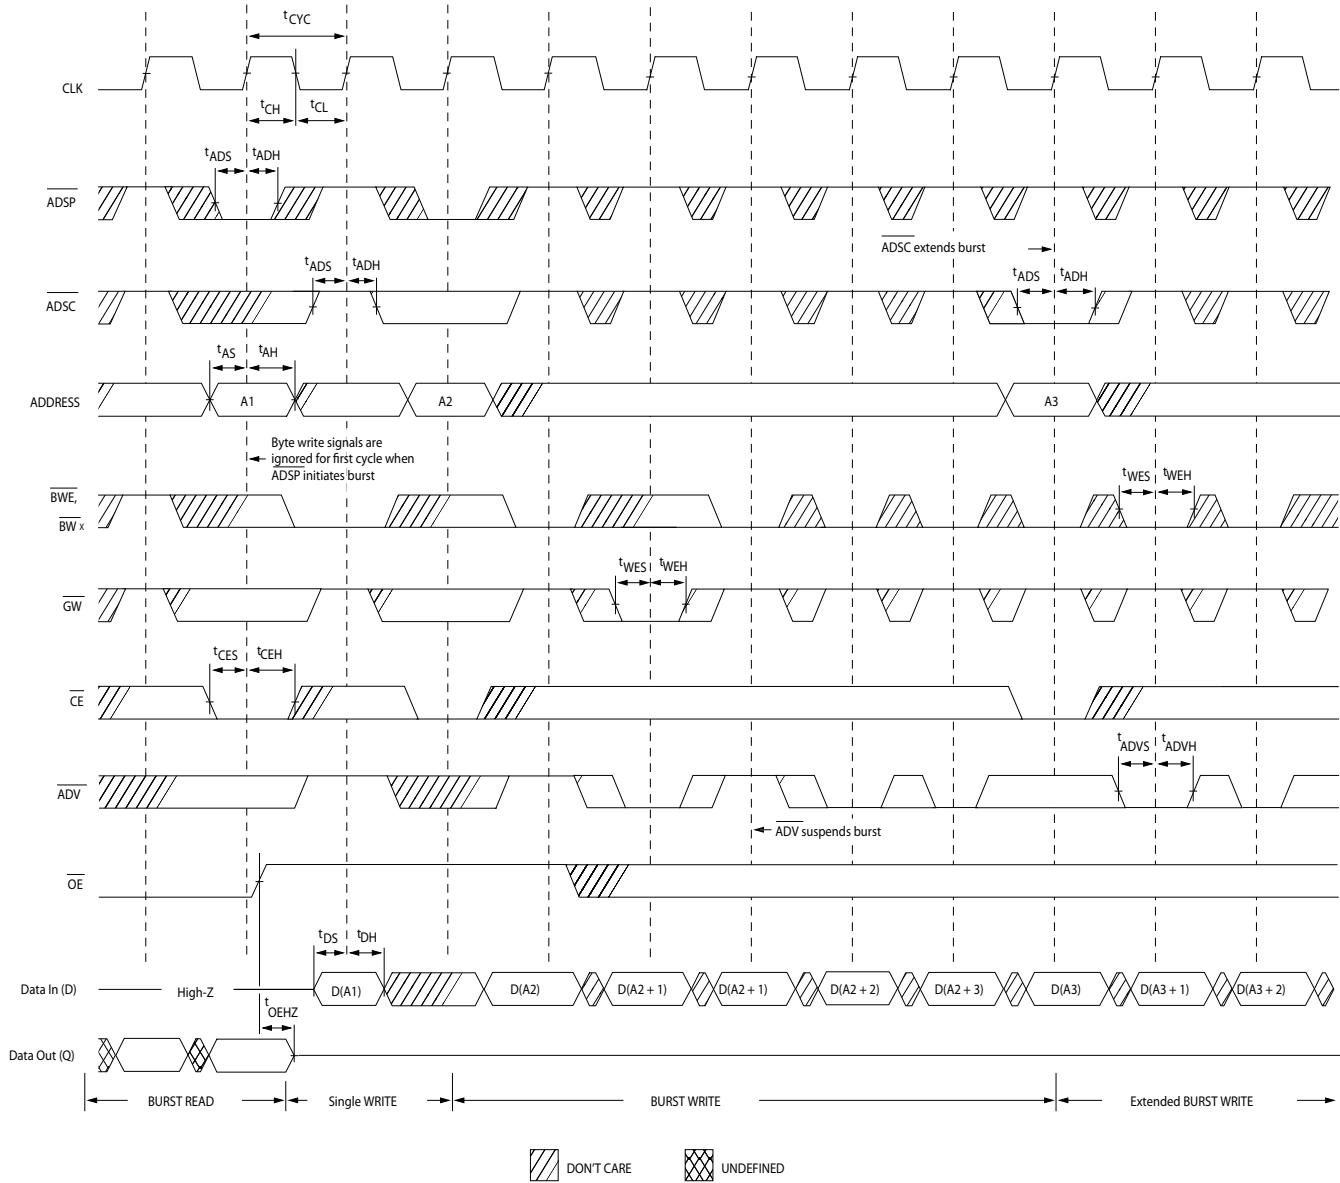 tCYC
CLK
tCH tCL
tADS tADH
ADSP
ADSC extends burst
tADS tADH tADS tADH
ADSC
tAS tAH
ADDRESS A1 A2 A3
Byte write signals are
ignored for first cycle when
ADSP initiates burst
tWES tWEH
BWE,
BW x
tWES tWEH
GW
tCES tCEH
CE
tADVS tADVH
ADV
ADV suspends burst
OE
tDS tDH
Data In (D) High-Z D(A1) D(A2) D(A2 + 1) D(A2 + 1) D(A2 + 2) D(A2 + 3) D(A3) D(A3 + 1) D(A3 + 2)
tOEHZ
Data Out (Q)
BURST READ Single WRITE BURST WRITE Extended BURST WRITE
DON'T CARE UNDEFINED